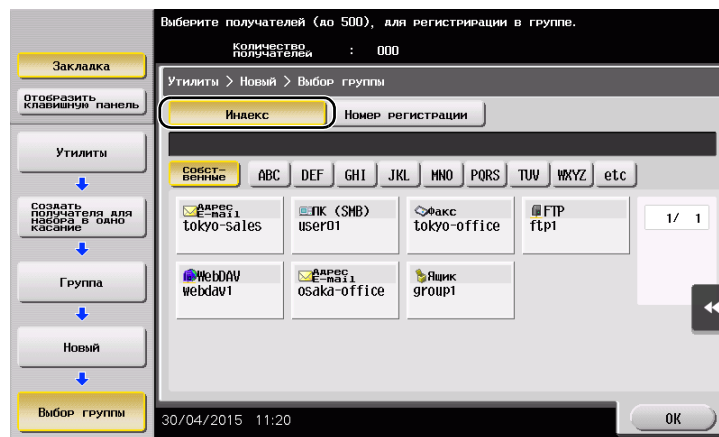 Выберите получателей (до 500), для регистрирации в группе.
Количество
получателей : 000
Закладка
Отобразить
клавишную панель
Утилиты
Создать
получателя для
набора в одно
касание
Группа
Новый
Выбор группы
Утилиты > Новый > Выбор группы
Индекс Номер регистрации
Собст-
венные ABC DEF GHI JKL MNO PQRS TUV WXYZ etc
Адрес
E-mail
tokyo-sales
ПК (SMB)
user01
Факс
tokyo-office
FTP
ftp1
1/ 1
WebDAV
webdav1
Адрес
E-mail
osaka-office
Ящик
group1
30/04/2015 11:20
OK